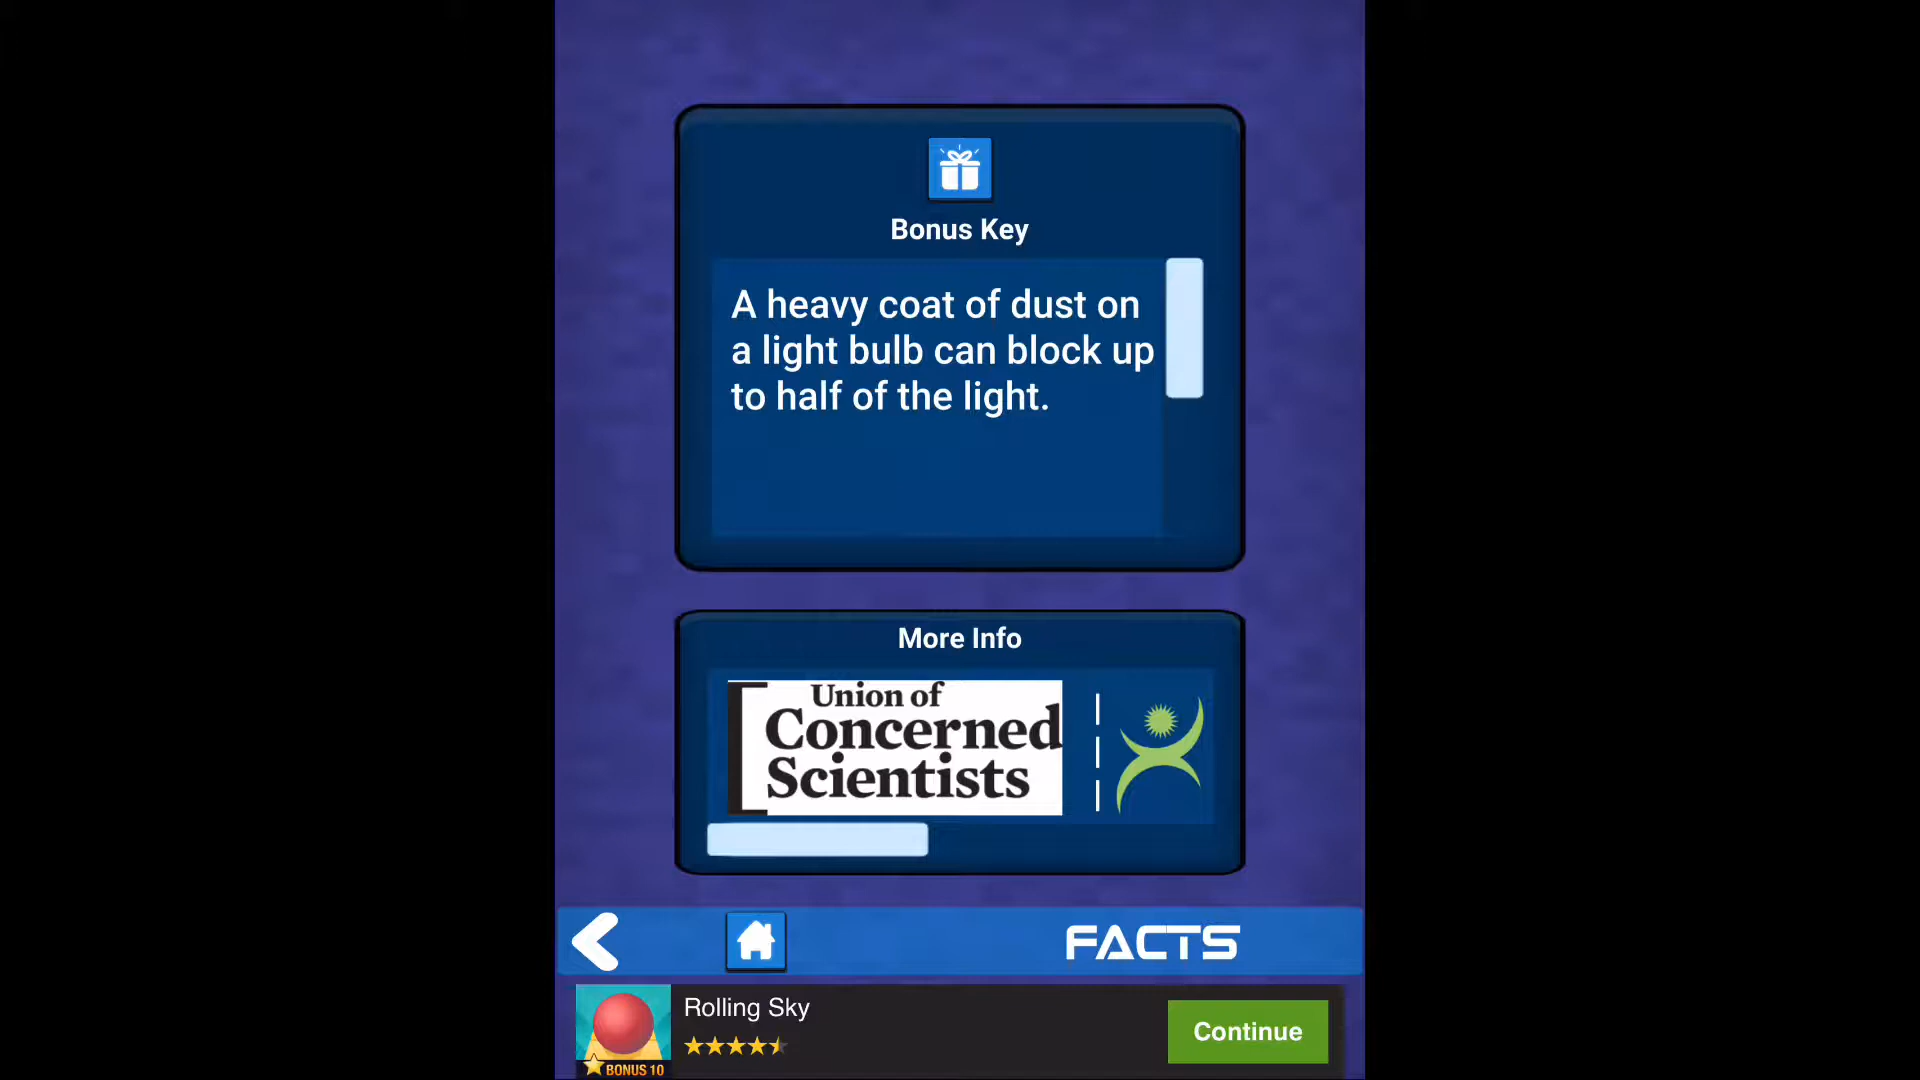 Bonus Key
A heavy coat of dust on
a light bulb can block up
to half of the light.
More Info
Union of
Concerned
Scientists
FACTS
Rolling Sky
BONUS 10
Continue